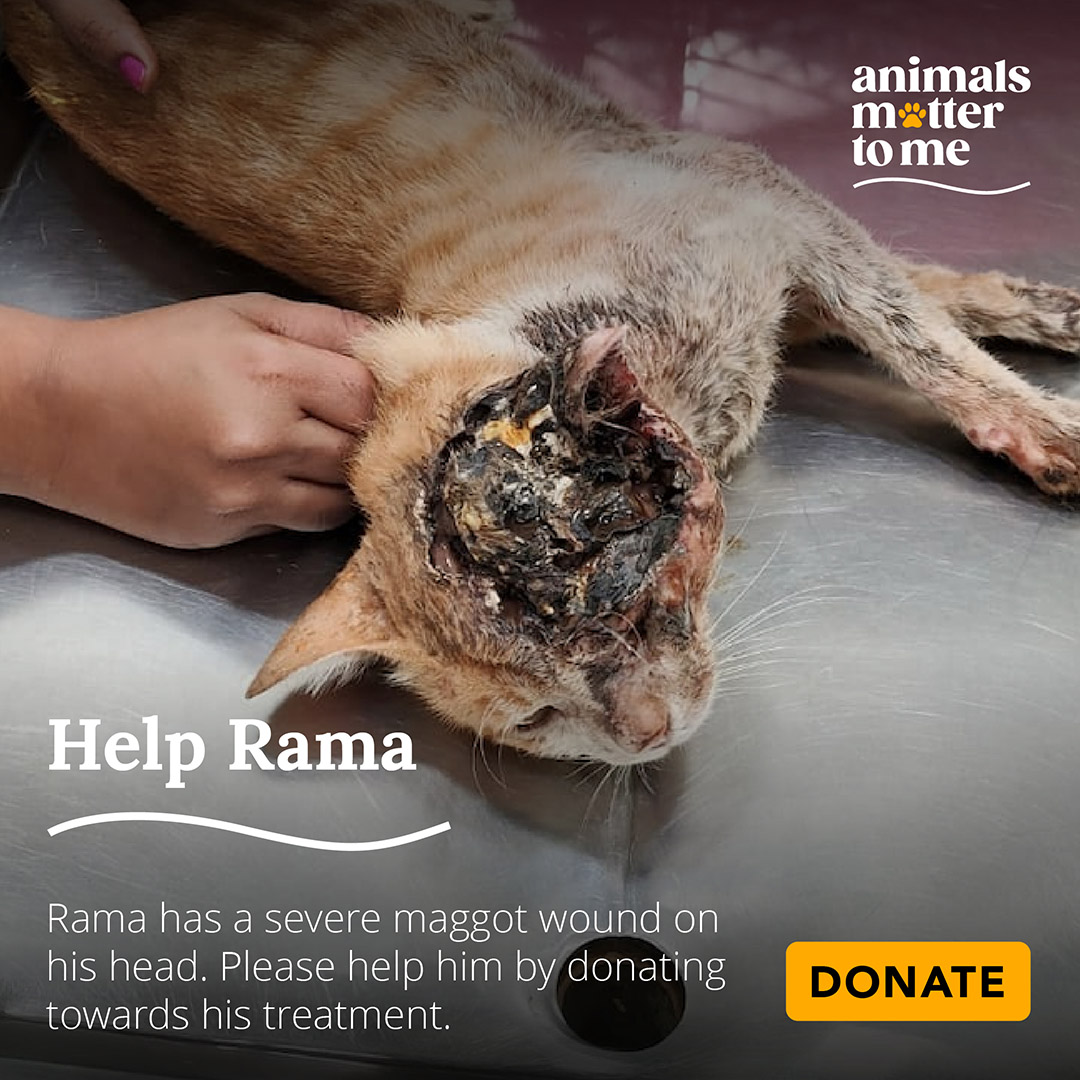 animals
matter
to me
Help Rama
Rama has a severe maggot wound on
his head. Please help him by donating
towards his treatment.
DONATE